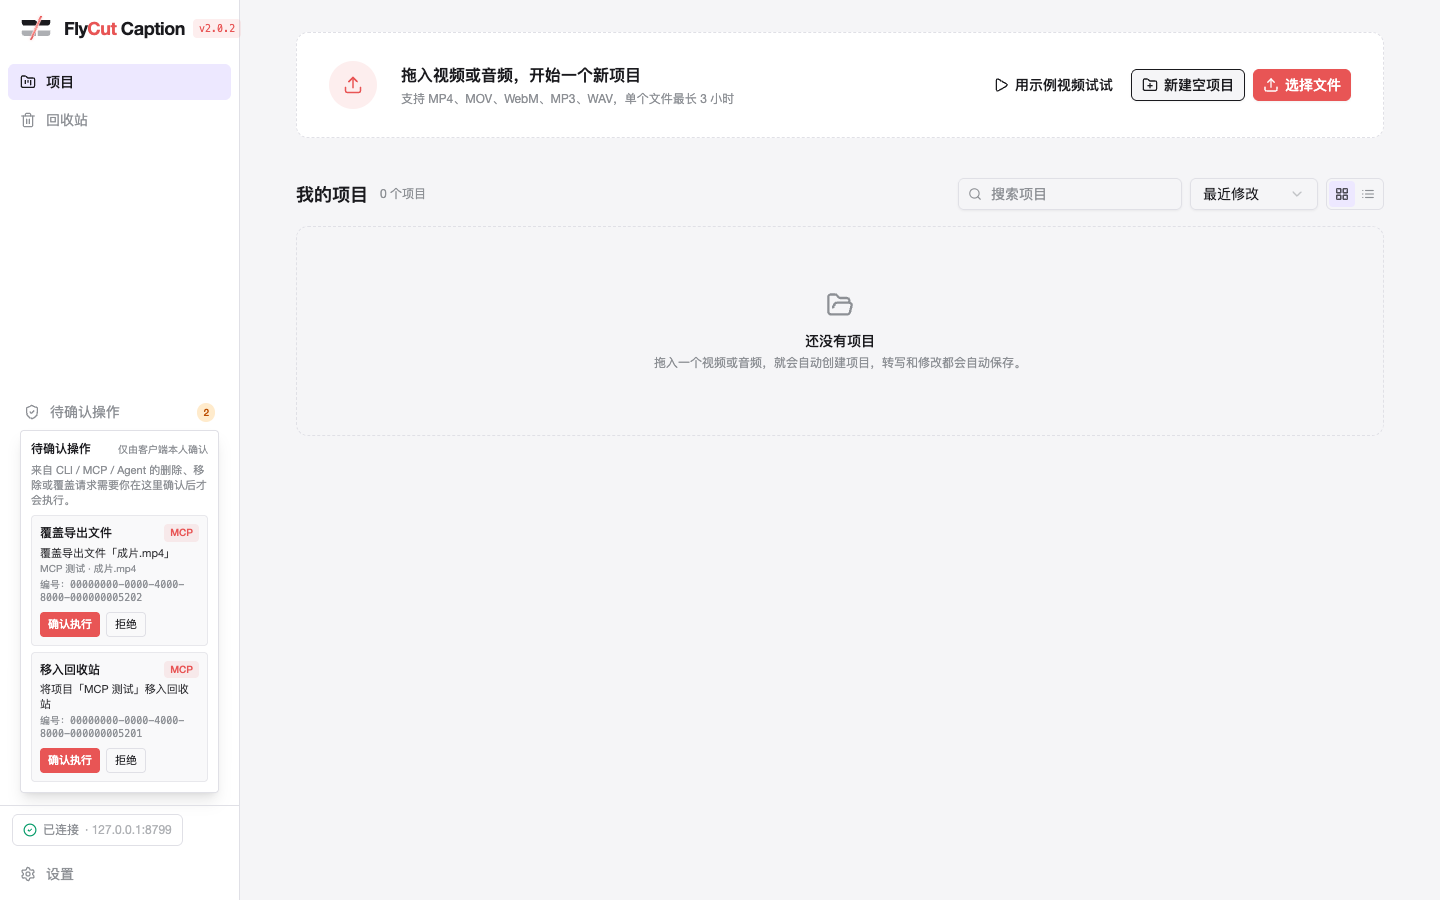 FlyCut Caption v2.0.2
项目
回收站
待确认操作 2
待确认操作 仅由客户端本人确认
来自 CLI / MCP / Agent 的删除、移
除或覆盖请求需要你在这里确认后才
会执行。
覆盖导出文件 MCP
覆盖导出文件「成片.mp4」
MCP 测试 · 成片.mp4
编号：00000000-0000-4000-
8000-000000005202
确认执行 拒绝
移入回收站 MCP
将项目「MCP 测试」移入回收
站
编号：00000000-0000-4000-
8000-000000005201
确认执行 拒绝
已连接 · 127.0.0.1:8799
设置
拖入视频或音频，开始一个新项目
支持 MP4、MOV、WebM、MP3、WAV，单个文件最长 3 小时
用示例视频试试 新建空项目 选择文件
我的项目 0 个项目
搜索项目 最近修改
还没有项目
拖入一个视频或音频，就会自动创建项目，转写和修改都会自动保存。